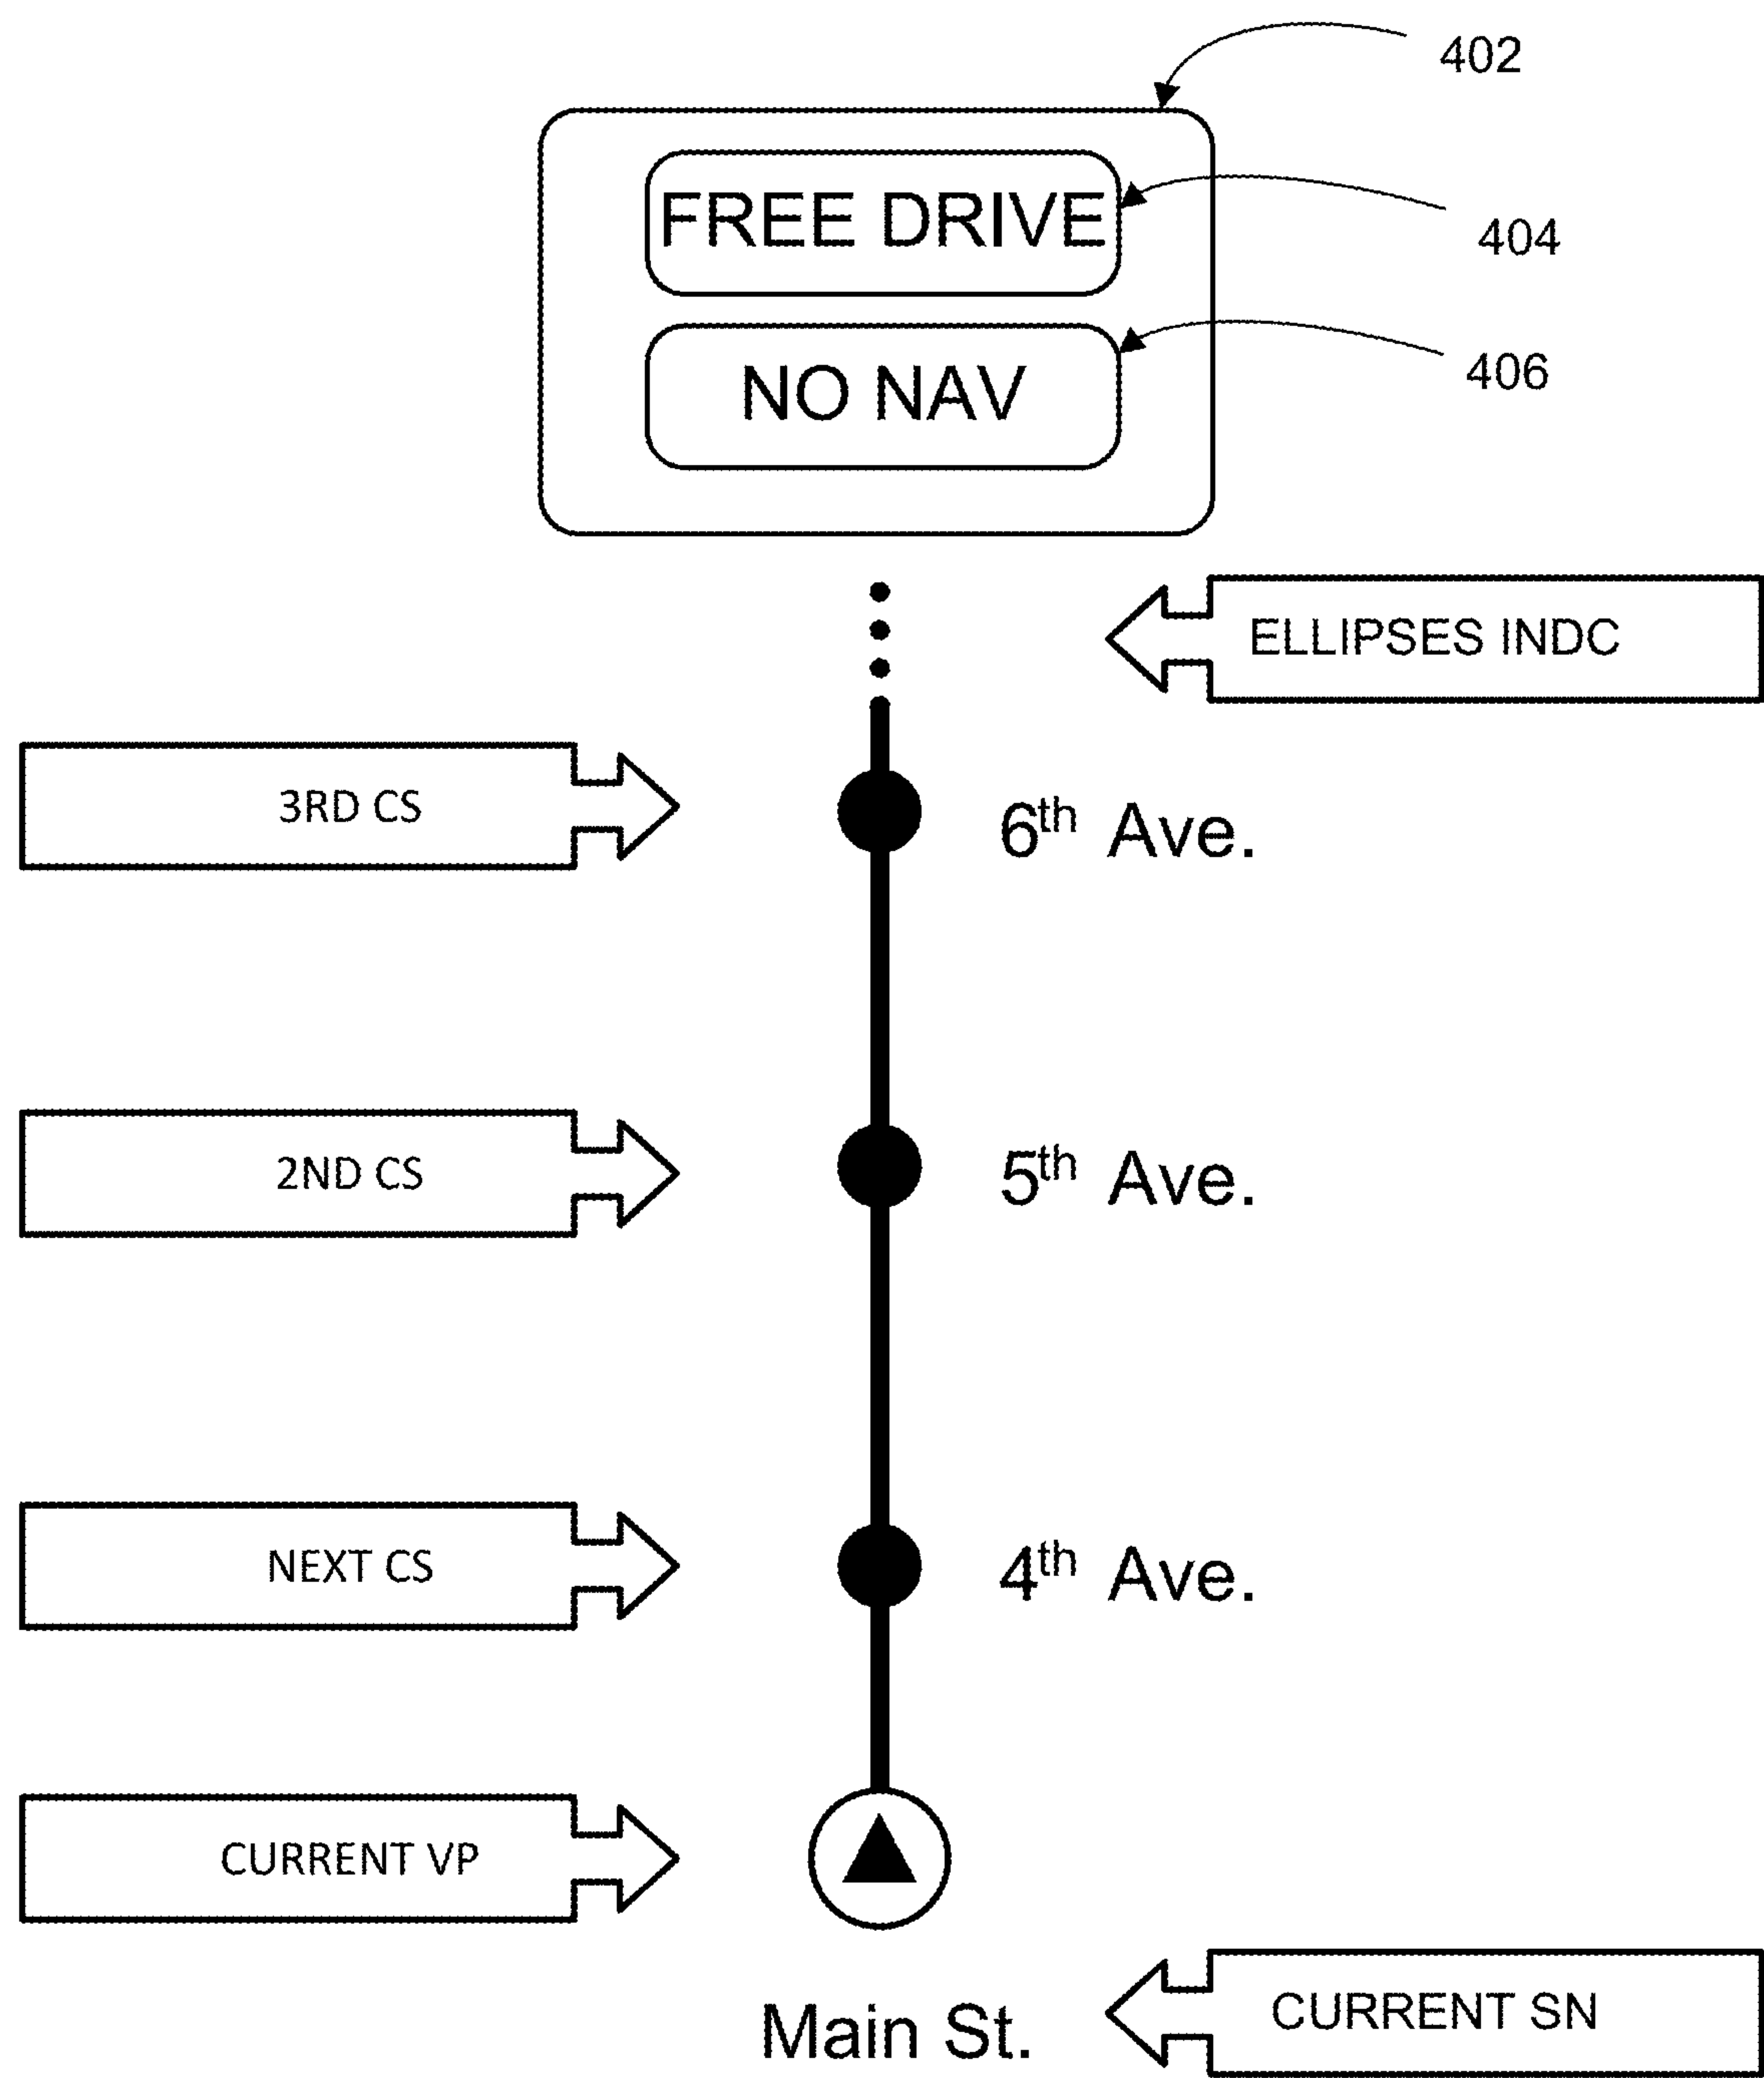 402
FREE DRIVE
404
NO NAV
406
ELLIPSES INDC
3RD CS
6th Ave.
2ND CS
5th Ave.
NEXT CS
4th Ave.
CURRENT VP
Main St.
CURRENT SN